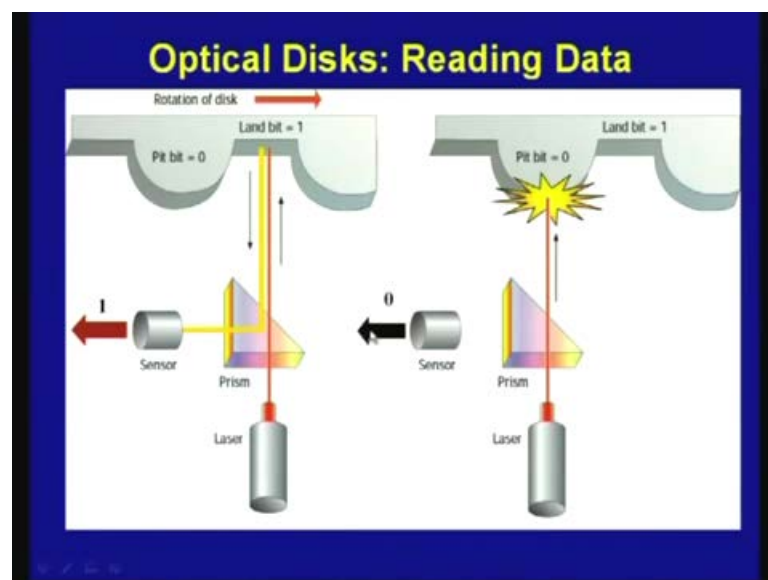 Optical Disks: Reading Data
Rotation of disk
Land bit = 1
Pit bit = 0
1
Sensor
Prism
Laser
Land bit = 1
Pit bit = 0
0
Sensor
Prism
Laser